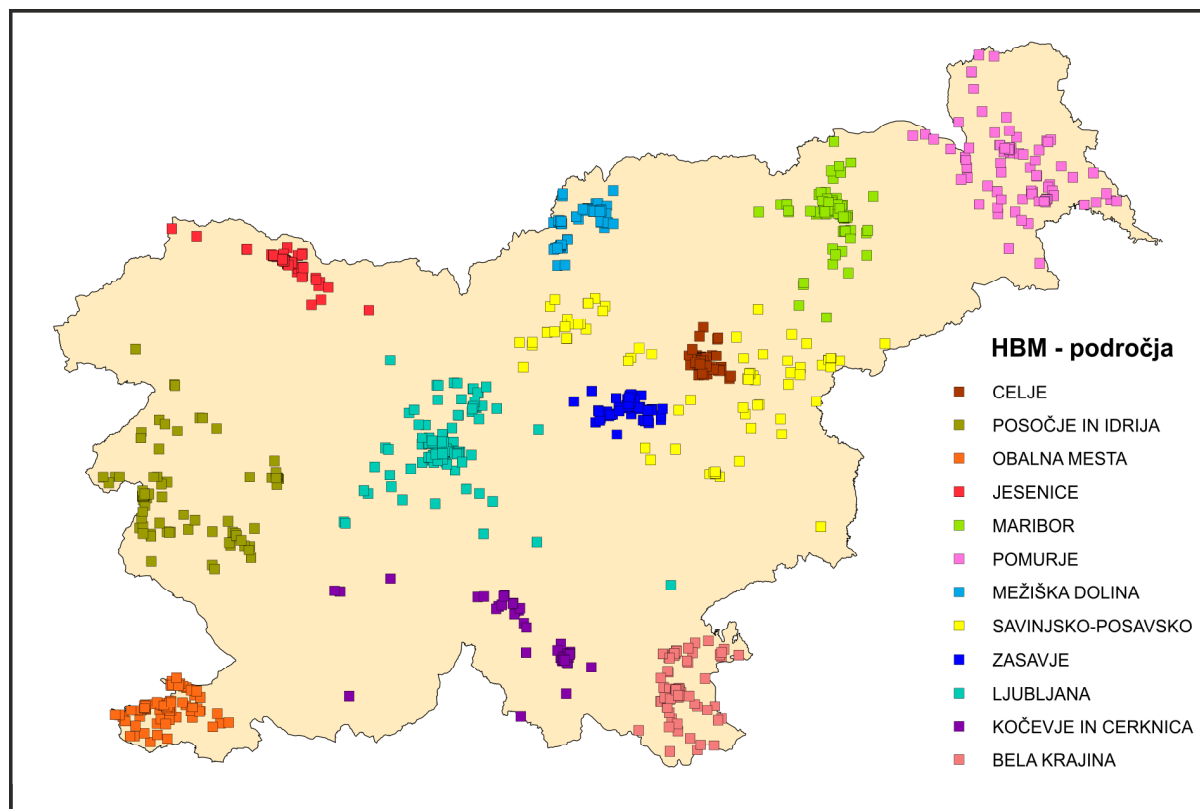 HBM - področja
CELJE
POSOČJE IN IDRIJA
OBALNA MESTA
JESENICE
MARIBOR
POMURJE
MEŽIŠKA DOLINA
SAVINJSKO-POSAVSKO
ZASAVJE
LJUBLJANA
KOČEVJE IN CERKNICA
BELA KRAJINA